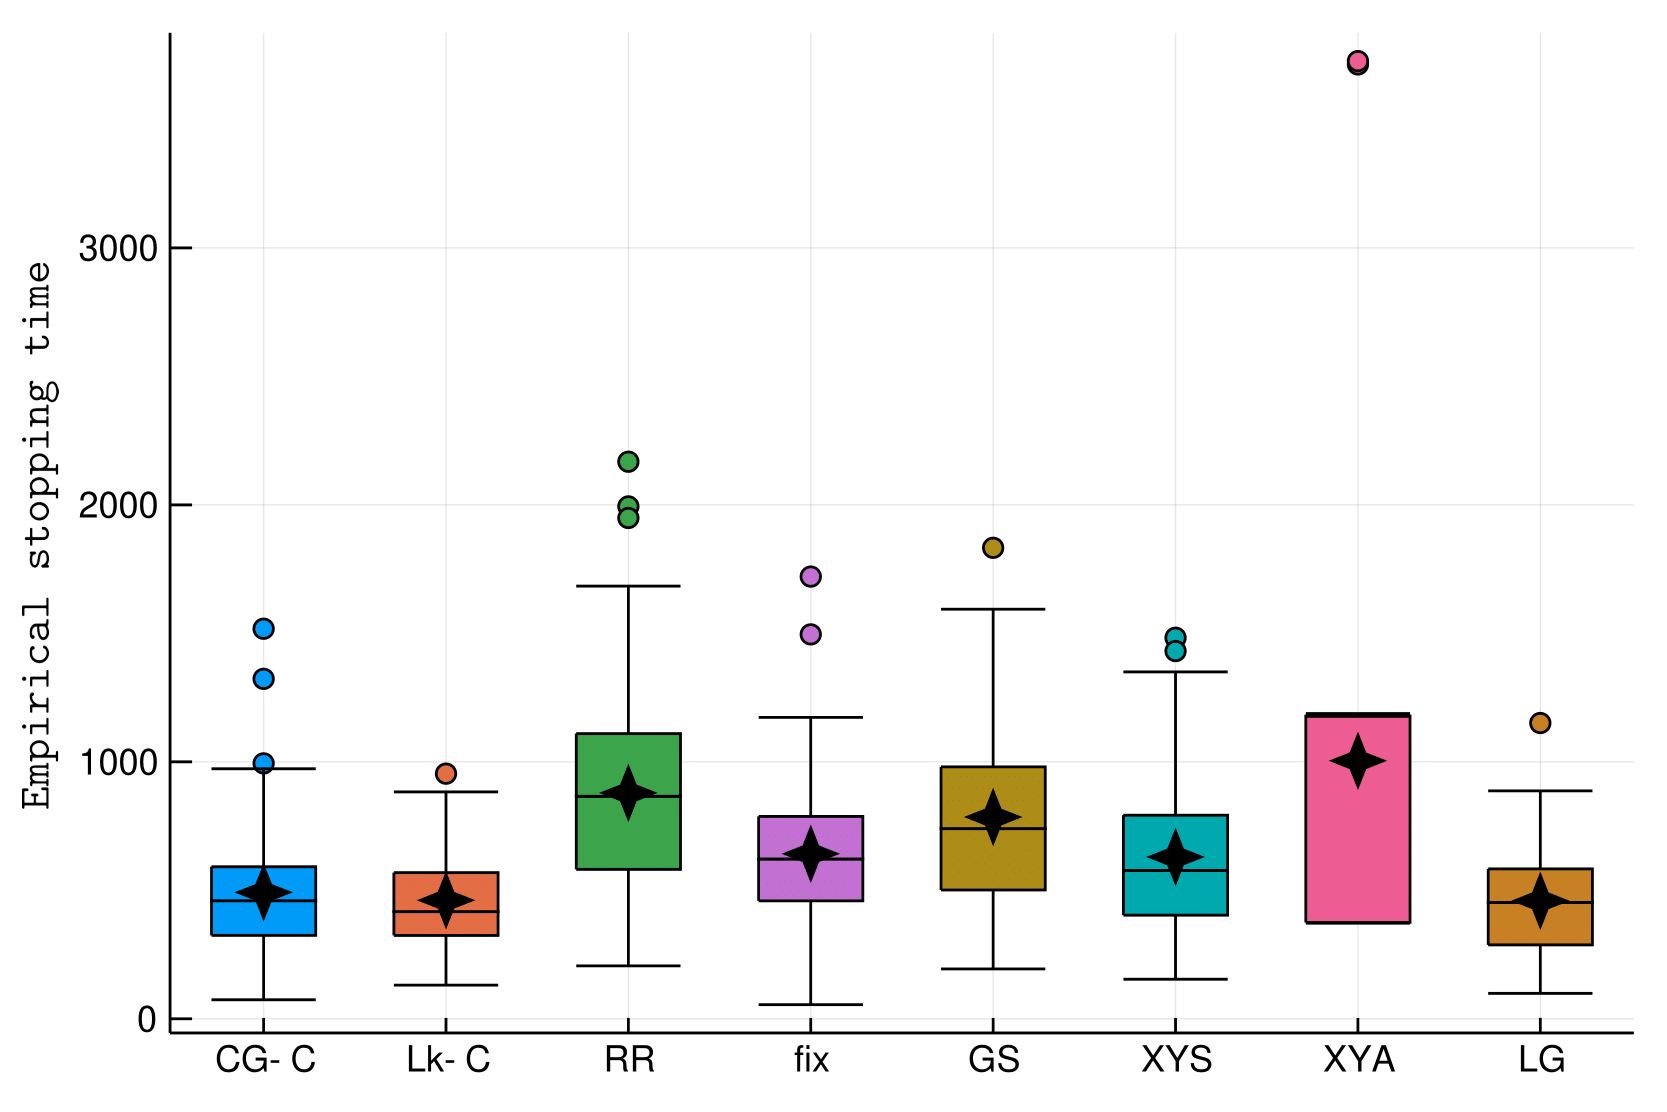 Empirical stopping time
3000
2000
1000
0
CG- C Lk- C RR fix GS XYS XYA LG